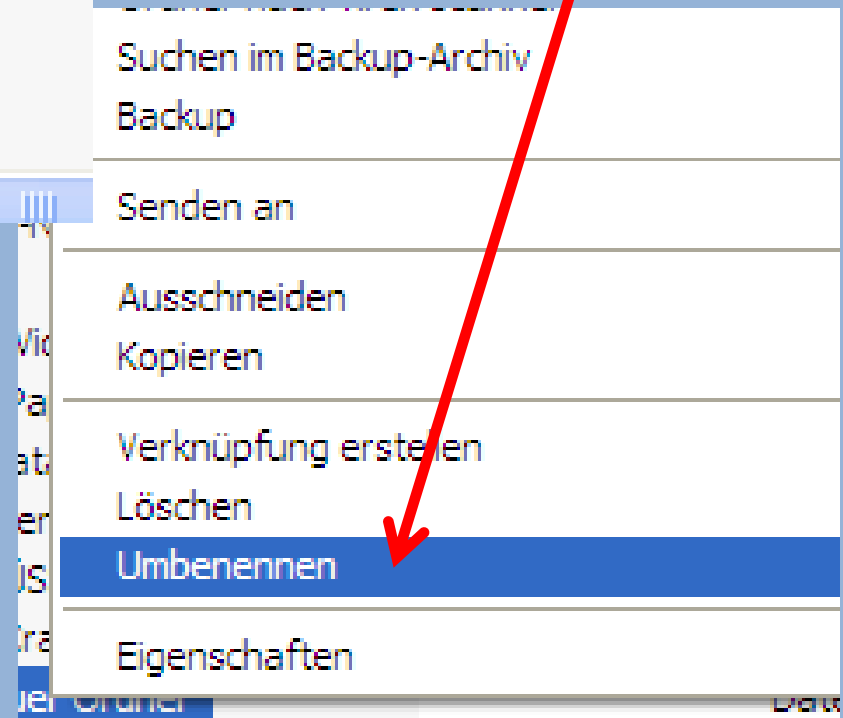 Suchen im Backup-Archiv
Backup
Senden an
Ausschneiden
Kopieren
Verknüpfung erstellen
Löschen
Umbenennen
Eigenschaften